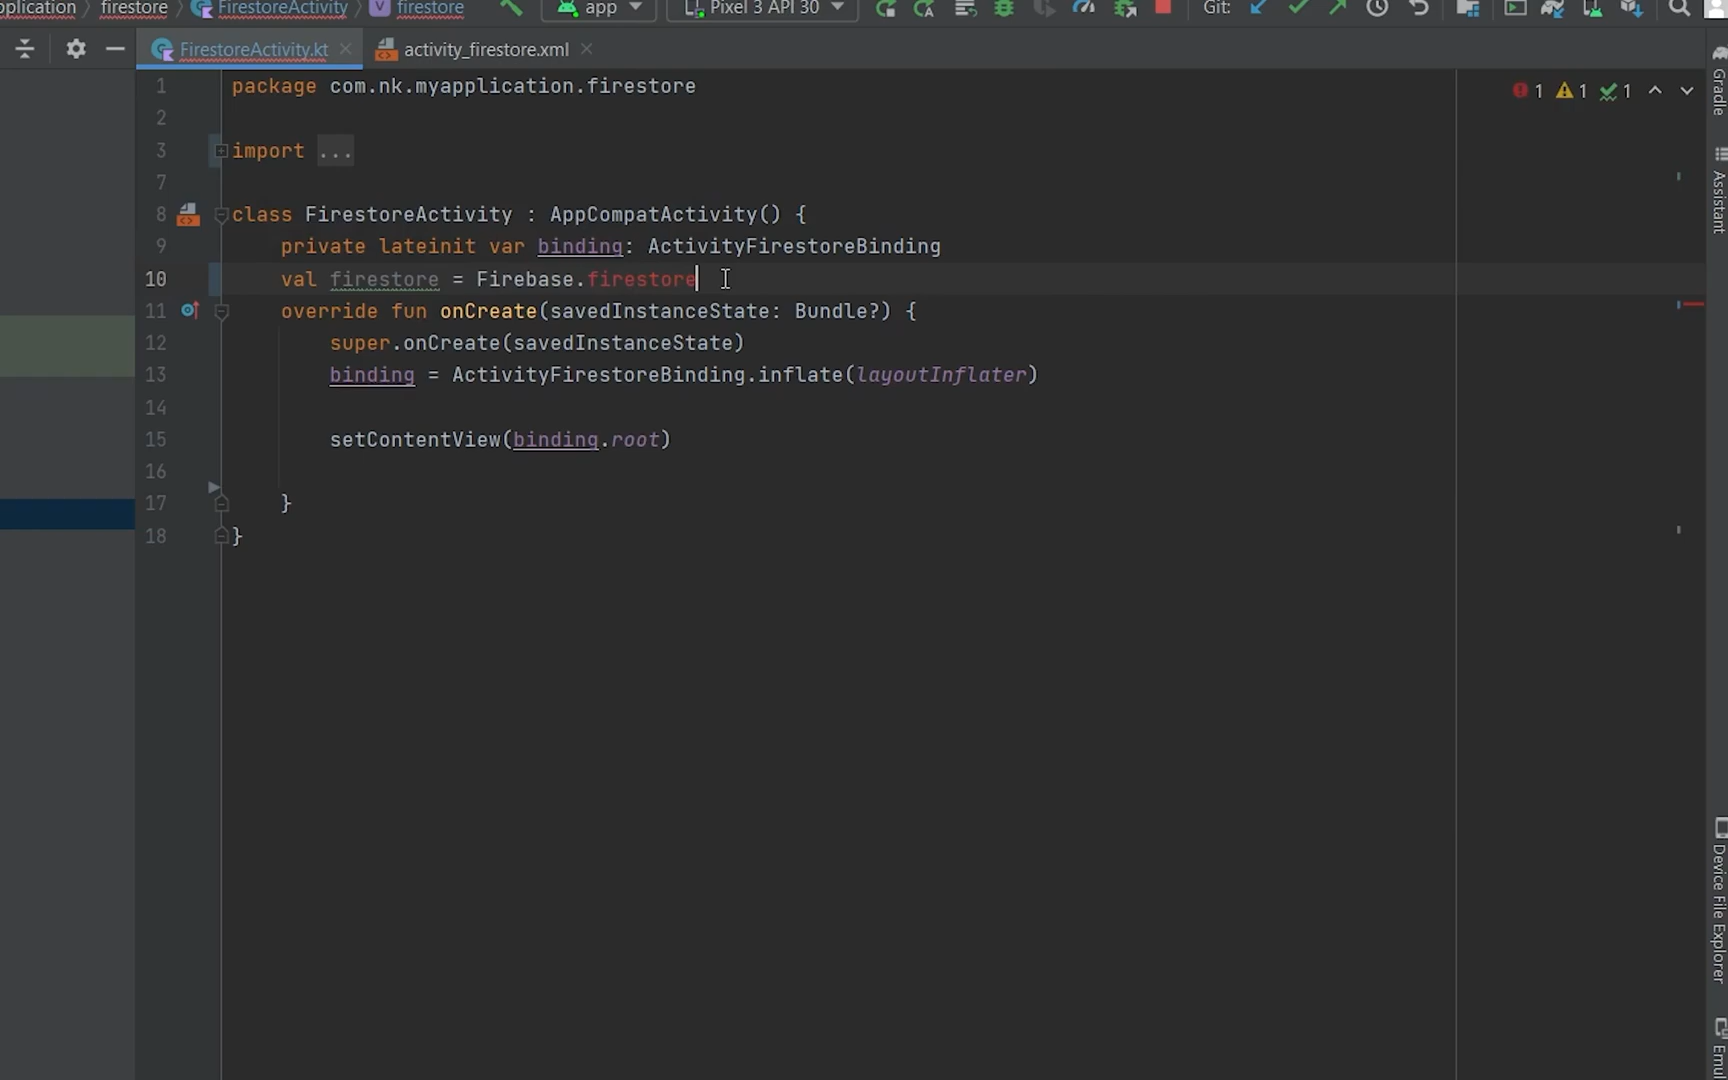 pplication firestore FirestoreActivity firestore app Pixel 3 API 30 Git:
FirestoreActivity.kt activity_firestore.xml
1 package com.nk.myapplication.firestore
1 1 1
2
3 import ...
7
8 class FirestoreActivity : AppCompatActivity() {
9 private lateinit var binding: ActivityFirestoreBinding
10 val firestore = Firebase.firestore
11 override fun onCreate(savedInstanceState: Bundle?) {
12 super.onCreate(savedInstanceState)
13 binding = ActivityFirestoreBinding.inflate(layoutInflater)
14
15 setContentView(binding.root)
16
17 }
18 }
Gradle
Assistant
Device File Explorer
Emu